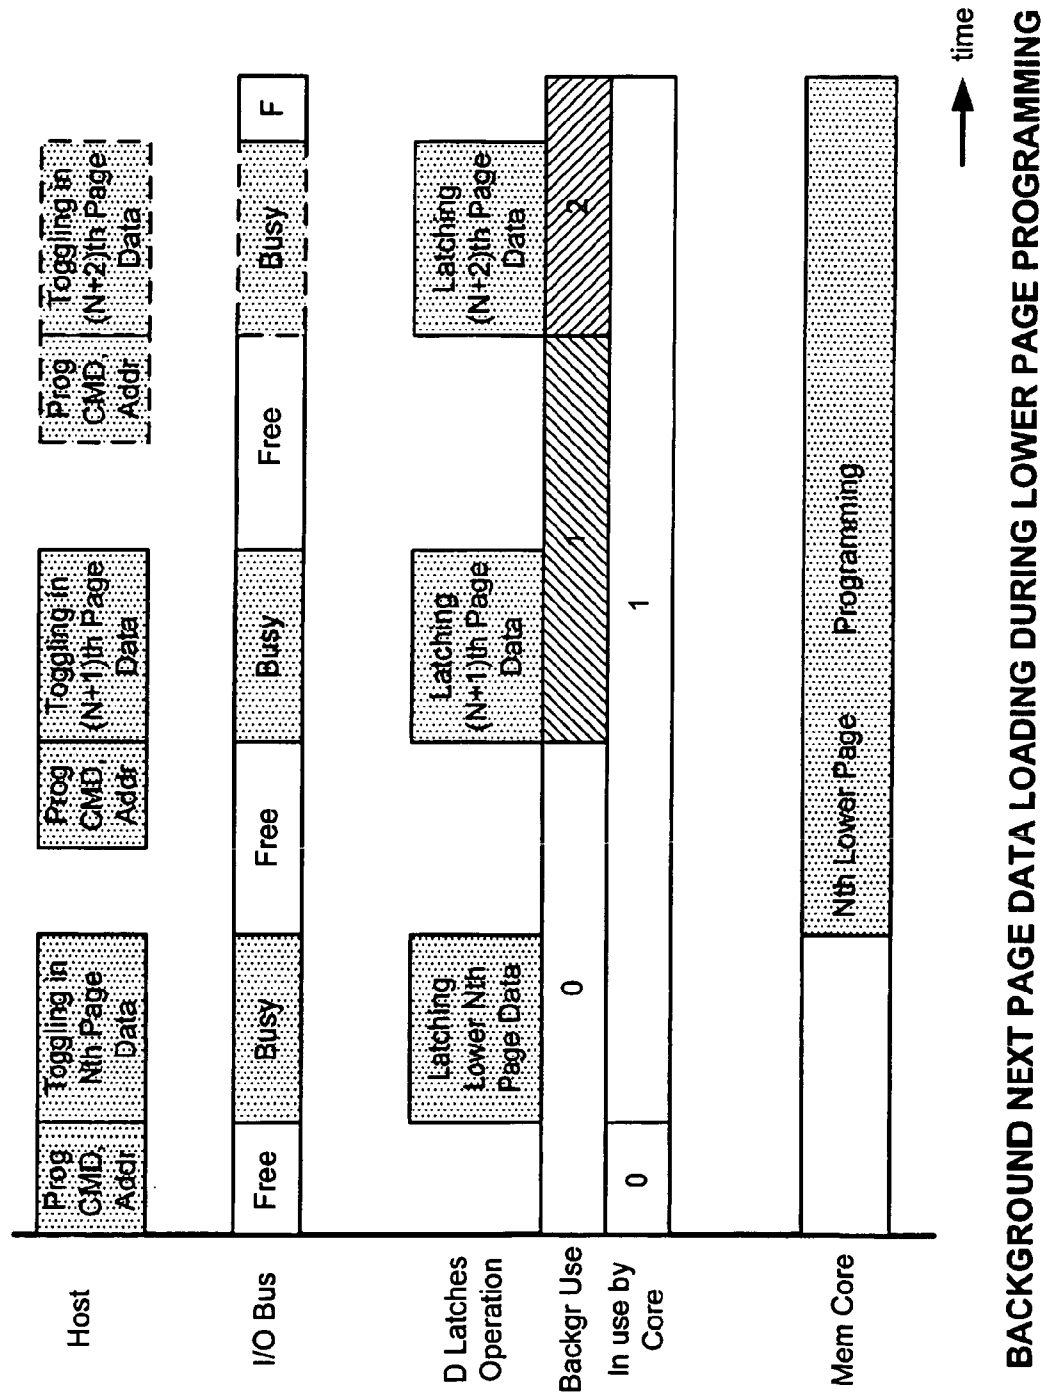 Host
Prog
CMD,
Addr
Toggling in
Nth Page
Data
Prog
CMD,
Addr
Toggling in
(N+1)th Page
Data
Prog
CMD,
Addr
Toggling in
(N+2)th Page
Data
I/O Bus
Free
Busy
Free
Busy
Free
Busy
F
D Latches
Operation
Latching
Lower Nth
Page Data
Latching
(N+1)th Page
Data
Latching
(N+2)th Page
Data
Backgr Use
0
1
2
In use by
Core
0
1
Mem Core
Nth Lower Page Programming
time
BACKGROUND NEXT PAGE DATA LOADING DURING LOWER PAGE PROGRAMMING